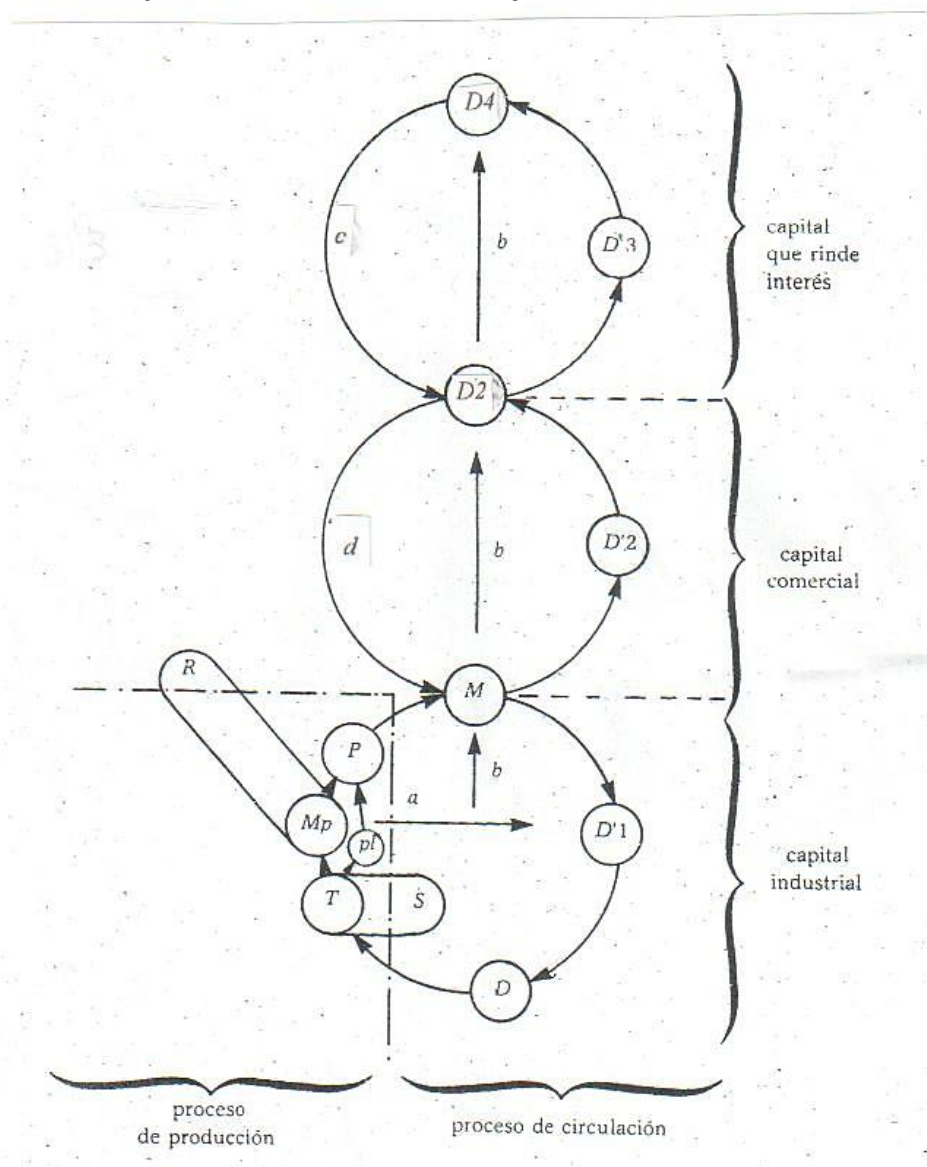 D4
c
b
D'3
capital
que rinde
interés
D2
d
b
D'2
capital
comercial
R
M
P
b
a
Mp
D'1
pl
capital
industrial
T
S
D
proceso
de producción
proceso de circulación